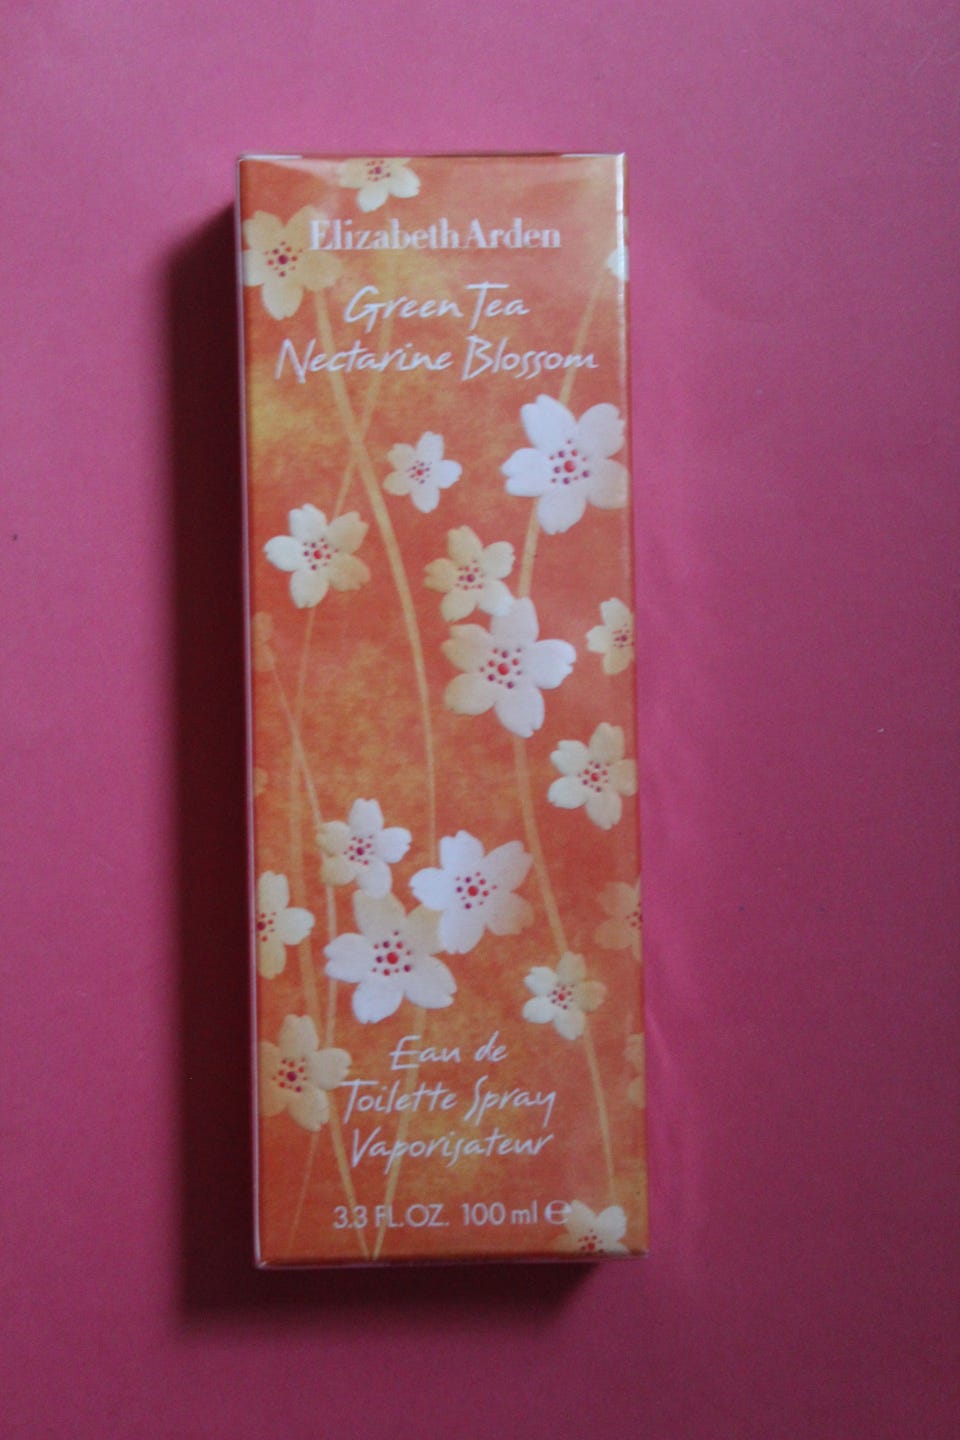 Elizabeth Arden
Green Tea
Nectarine Blossom
Eau de
Toilette Spray
Vaporisateur
3.3 FL.OZ. 100 ml ℮